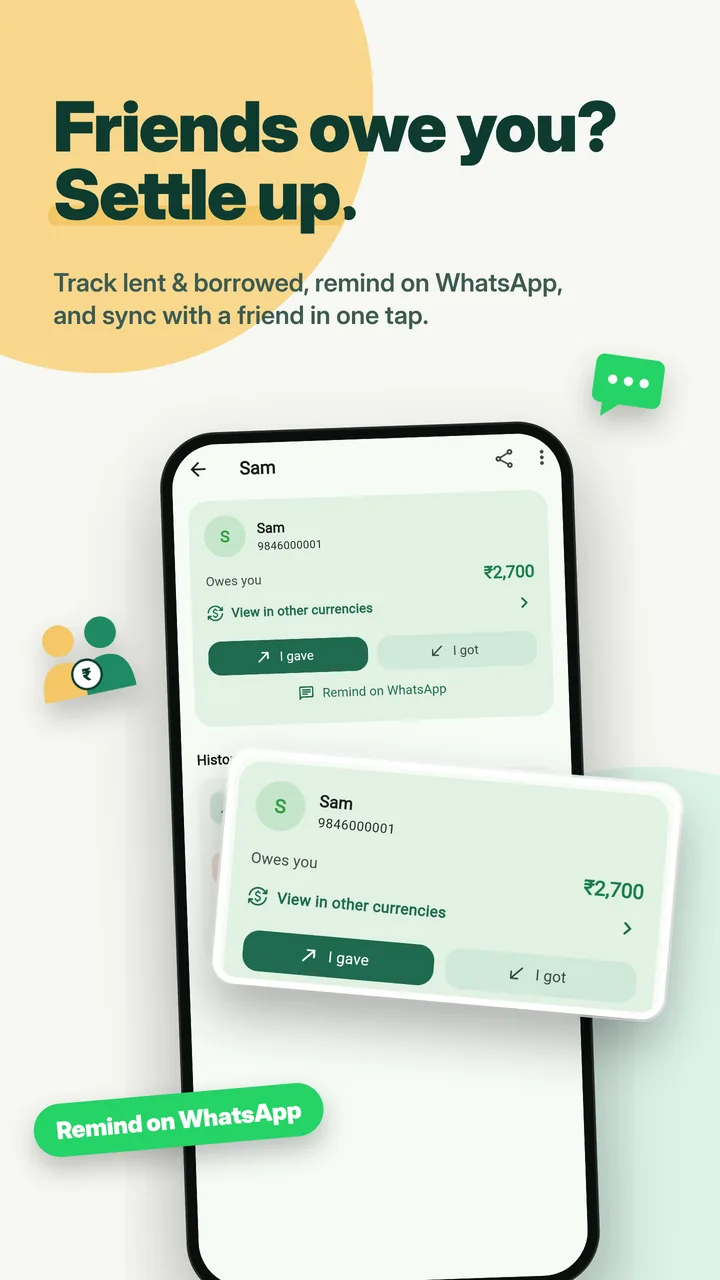 Friends owe you?
Settle up.
Track lent & borrowed, remind on WhatsApp,
and sync with a friend in one tap.
Sam
S
Sam
9846000001
Owes you
₹2,700
View in other currencies
I gave
I got
Remind on WhatsApp
₹
S
Sam
9846000001
Owes you
₹2,700
View in other currencies
I gave
I got
Remind on WhatsApp